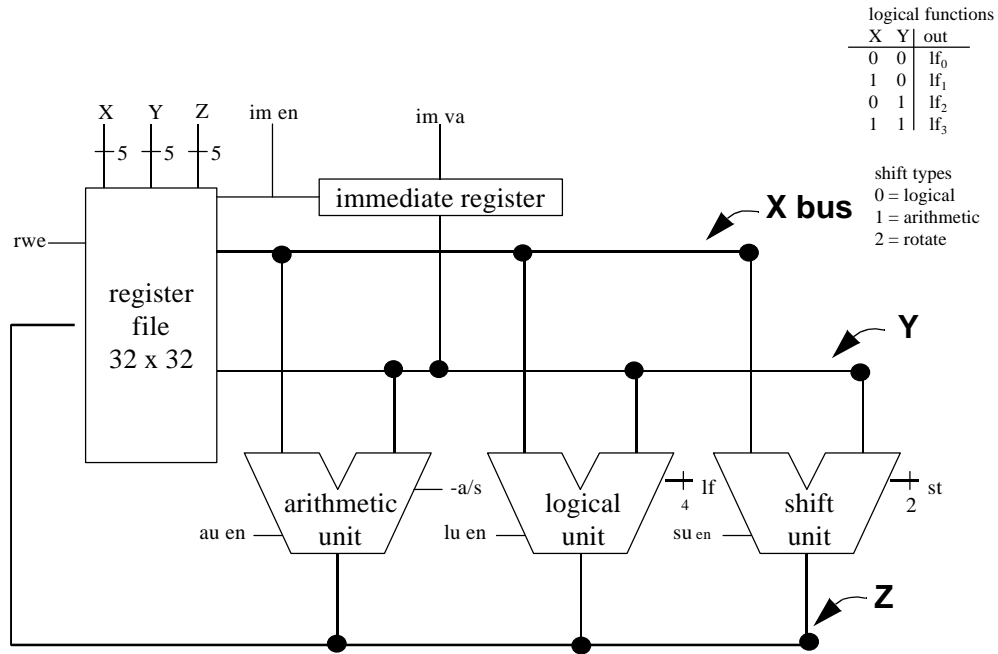 logical functions
X Y out
0 0 lf0
1 0 lf1
0 1 lf2
1 1 lf3
X Y Z im en im va
5 5 5
shift types
0 = logical
1 = arithmetic
2 = rotate
immediate register
X bus
rwe
register
file
32 x 32
Y
arithmetic
unit
-a/s
au en
logical
unit
lf
4
lu en
shift
unit
st
2
su en
Z